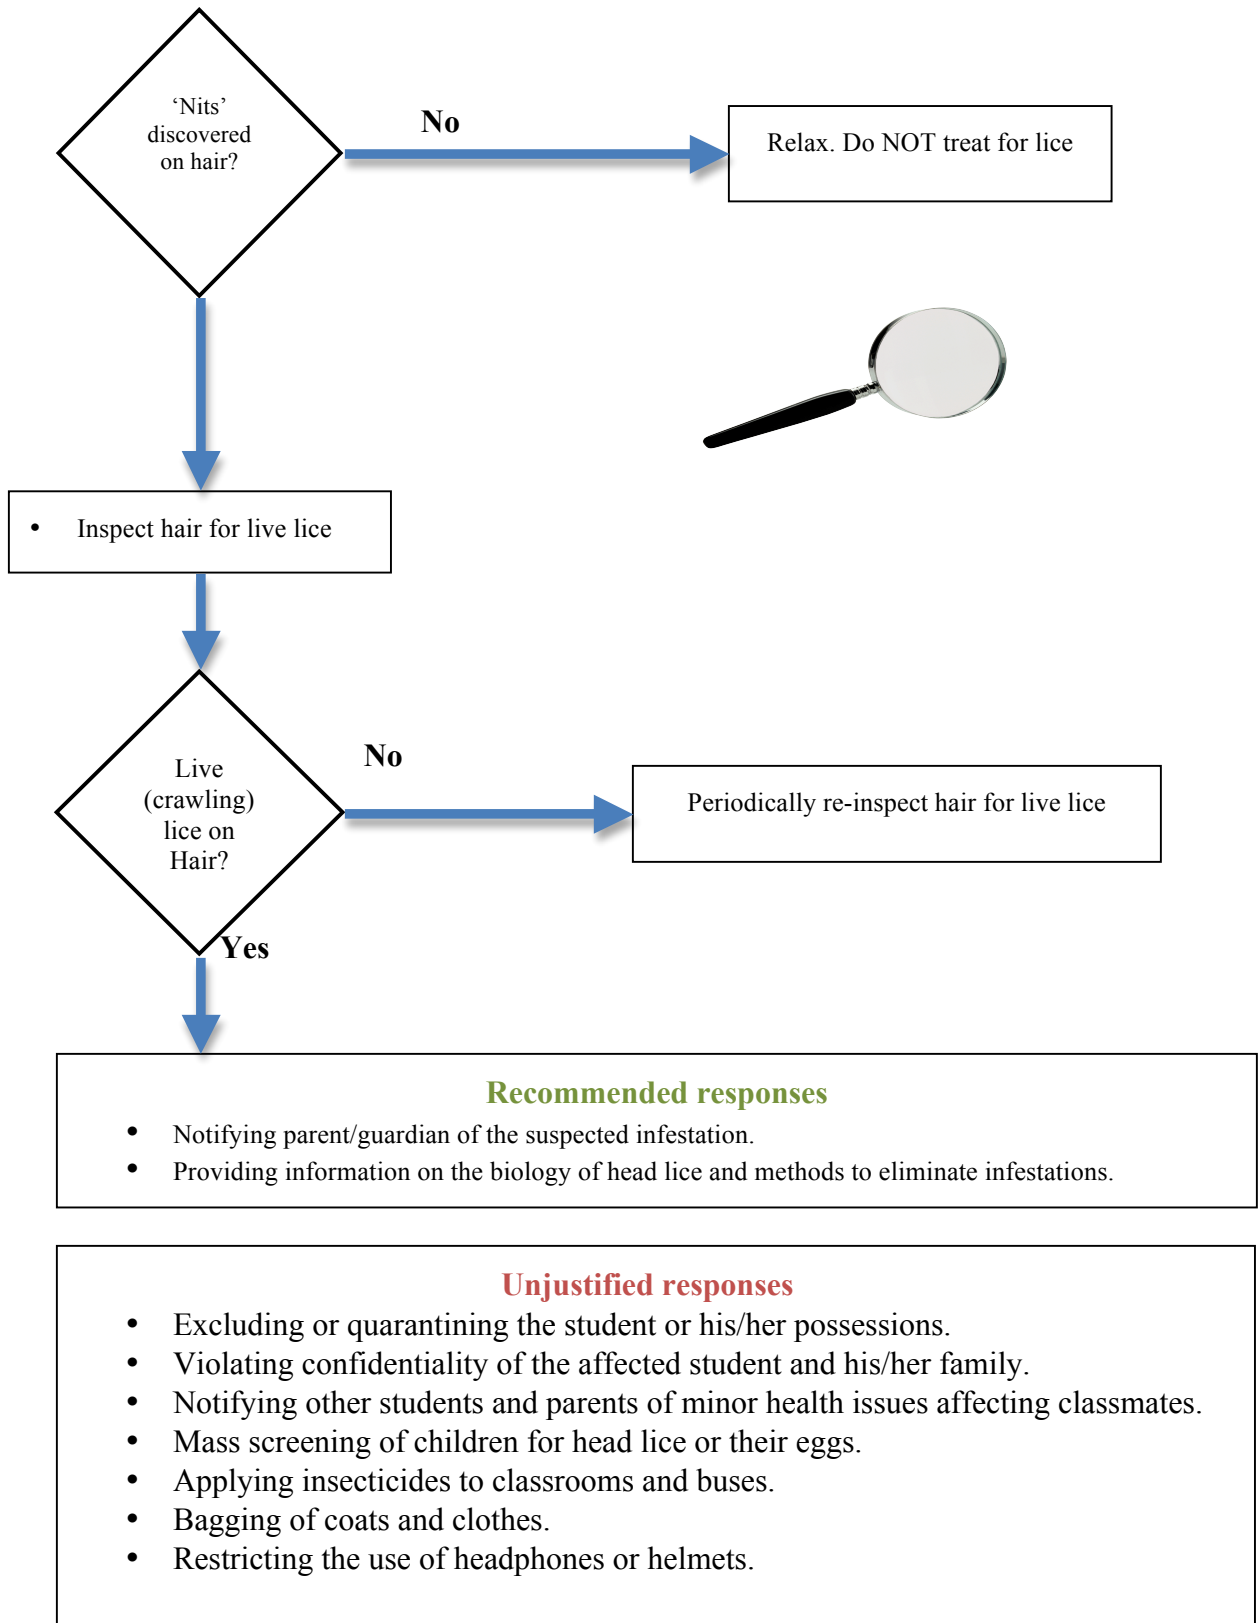 ‘Nits’
discovered
on hair?
No
Relax. Do NOT treat for lice
• Inspect hair for live lice
Live
(crawling)
lice on
Hair?
No
Periodically re-inspect hair for live lice
Yes
Recommended responses
• Notifying parent/guardian of the suspected infestation.
• Providing information on the biology of head lice and methods to eliminate infestations.
Unjustified responses
• Excluding or quarantining the student or his/her possessions.
• Violating confidentiality of the affected student and his/her family.
• Notifying other students and parents of minor health issues affecting classmates.
• Mass screening of children for head lice or their eggs.
• Applying insecticides to classrooms and buses.
• Bagging of coats and clothes.
• Restricting the use of headphones or helmets.